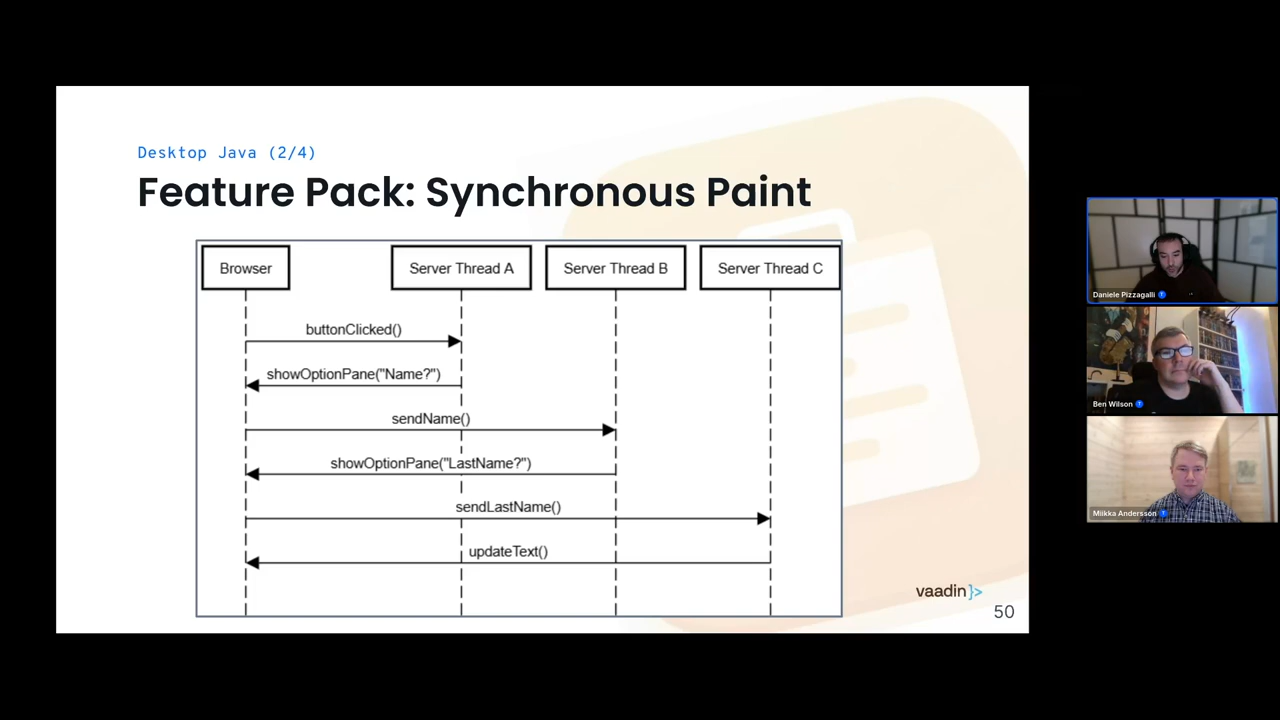 Desktop Java (2/4)
Feature Pack: Synchronous Paint
Browser
Server Thread A
Server Thread B
Server Thread C
buttonClicked()
showOptionPane("Name?")
sendName()
showOptionPane("LastName?")
sendLastName()
updateText()
vaadin}>
50
Daniele Pizzagalli
Ben Wilson
Miikka Andersson